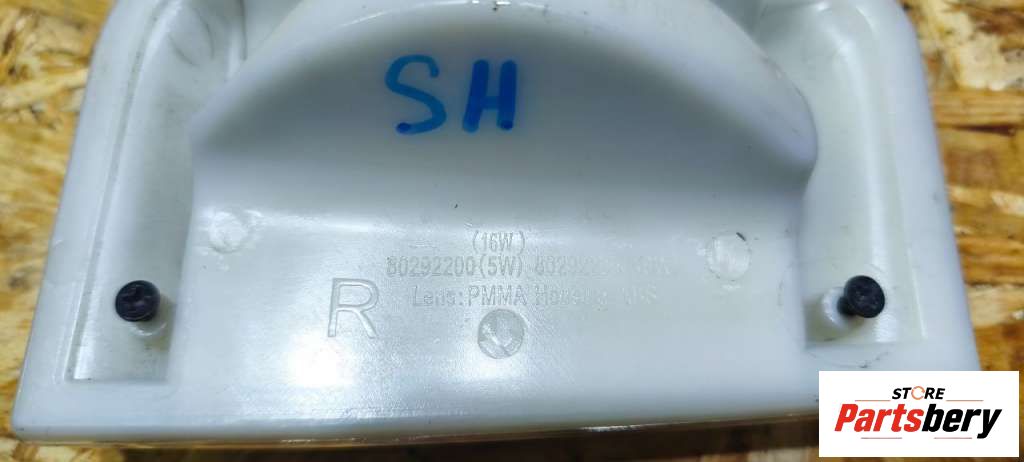 SH
(16W)
80292200(5W)
R
Lens: PMMA
STORE
Partsbery